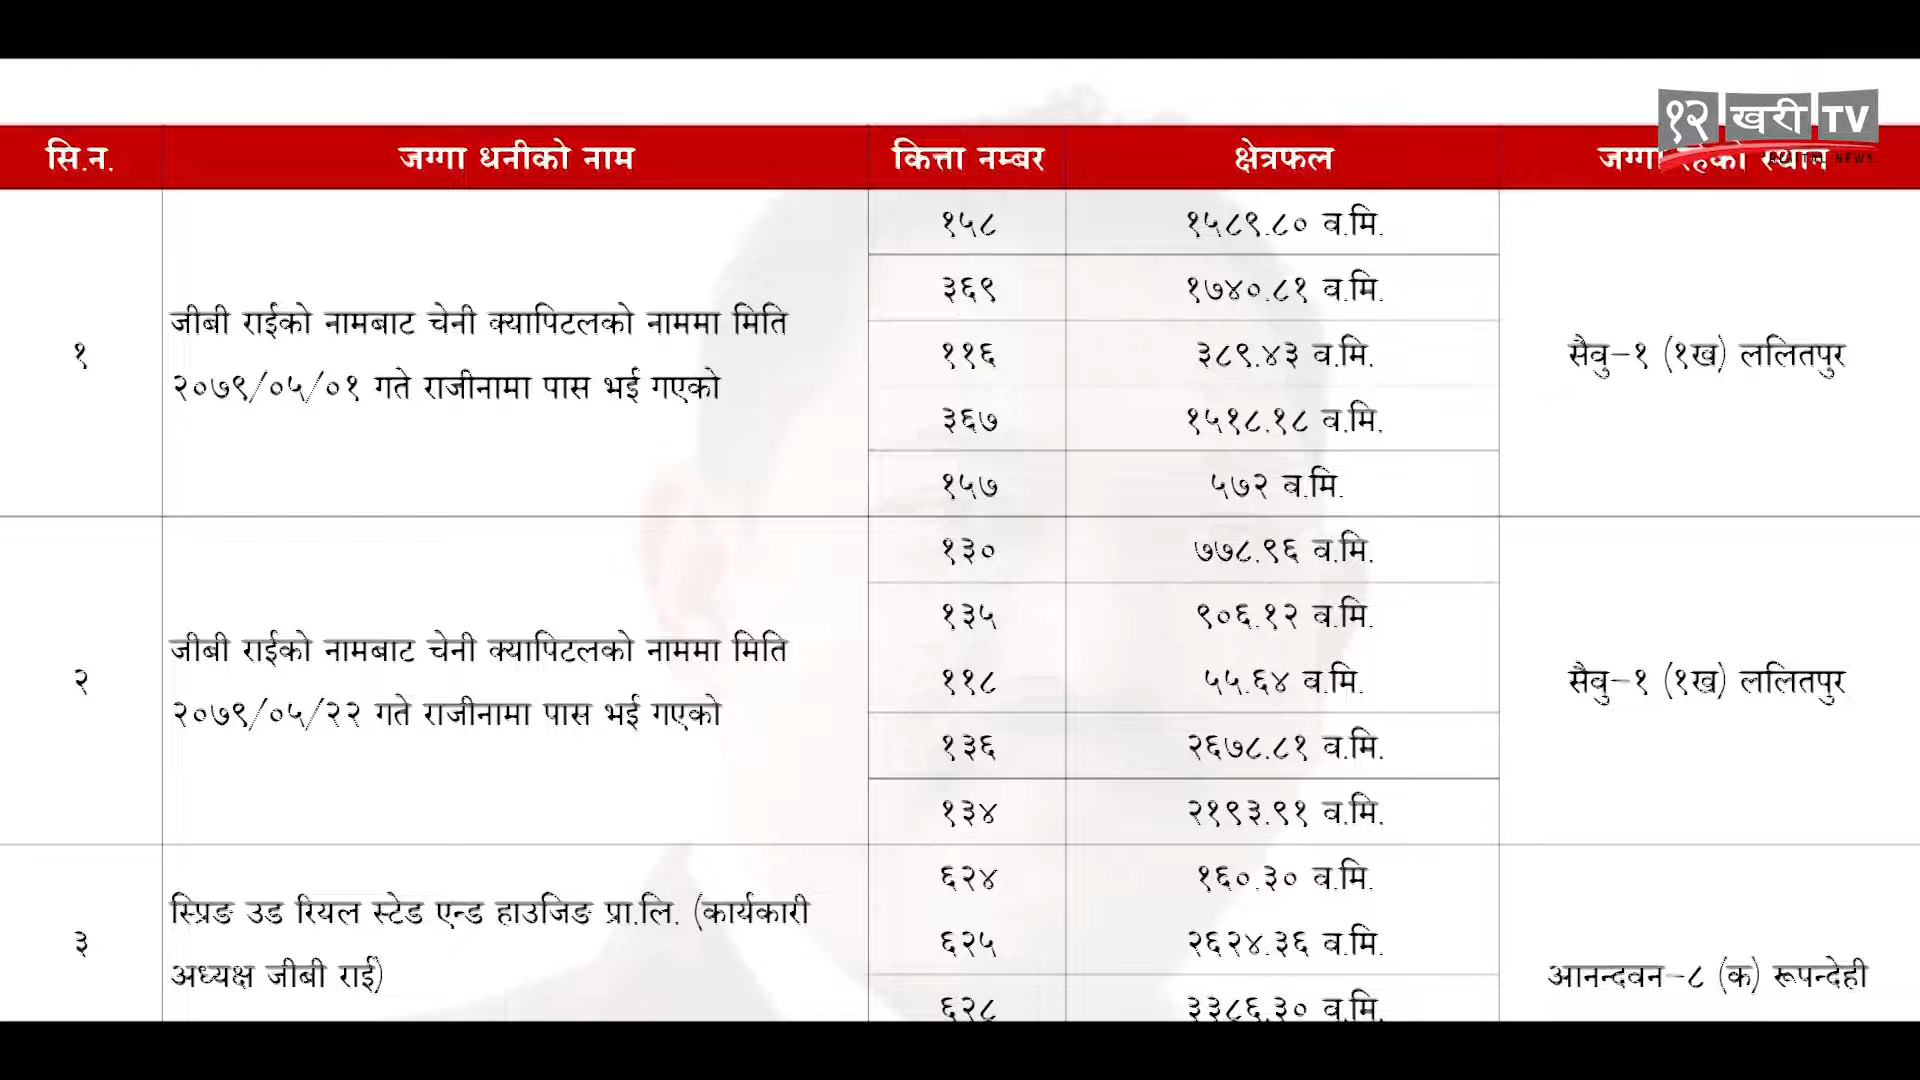 १२ खरी TV
सि.न. जग्गा धनीको नाम कित्ता नम्बर क्षेत्रफल जग्गा रहेको स्थान
१५८ १५८९.८० व.मि.
३६९ १७४०.८१ व.मि.
१ जीबी राईको नामबाट चेनी क्यापिटलको नाममा मिति
२०७९/०५/०१ गते राजीनामा पास भई गएको
११६ ३८९.४३ व.मि. सैवु-१ (१ख) ललितपुर
३६७ १५१८.१८ व.मि.
१५७ ५७२ व.मि.
१३० ७७८.९६ व.मि.
१३५ ९०६.१२ व.मि.
२ जीबी राईको नामबाट चेनी क्यापिटलको नाममा मिति
२०७९/०५/२२ गते राजीनामा पास भई गएको
११८ ५५.६४ व.मि. सैवु-१ (१ख) ललितपुर
१३६ २६७८.८१ व.मि.
१३४ २१९३.९१ व.मि.
६२४ १६०.३० व.मि.
३ स्प्रिङ उड रियल स्टेड एन्ड हाउजिङ प्रा.लि. (कार्यकारी
अध्यक्ष जीबी राई)
६२५ २६२४.३६ व.मि.
आनन्दवन-८ (क) रूपन्देही
६२८ ३३८६.३० व.मि.